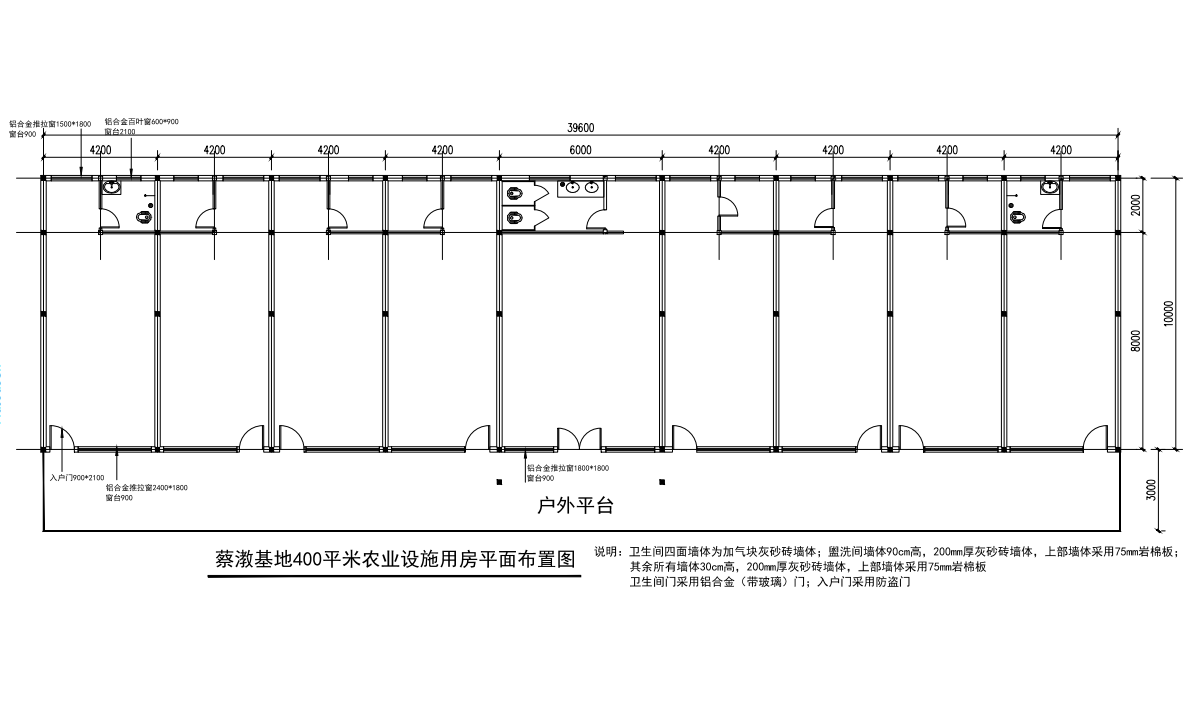 铝合金推拉窗1500*1800
窗台900
铝合金百叶窗600*900
窗台2100
39600
4200
4200
4200
4200
6000
4200
4200
4200
4200
2000
8000
10000
3000
入户门900*2100
铝合金推拉窗2400*1800
窗台900
铝合金推拉窗1800*1800
窗台900
户外平台
蔡漖基地400平米农业设施用房平面布置图
说明：卫生间四面墙体为加气块灰砂砖墙体；盥洗间墙体90cm高，200mm厚灰砂砖墙体，上部墙体采用75mm岩棉板；
其余所有墙体30cm高，200mm厚灰砂砖墙体，上部墙体采用75mm岩棉板
卫生间门采用铝合金（带玻璃）门；入户门采用防盗门